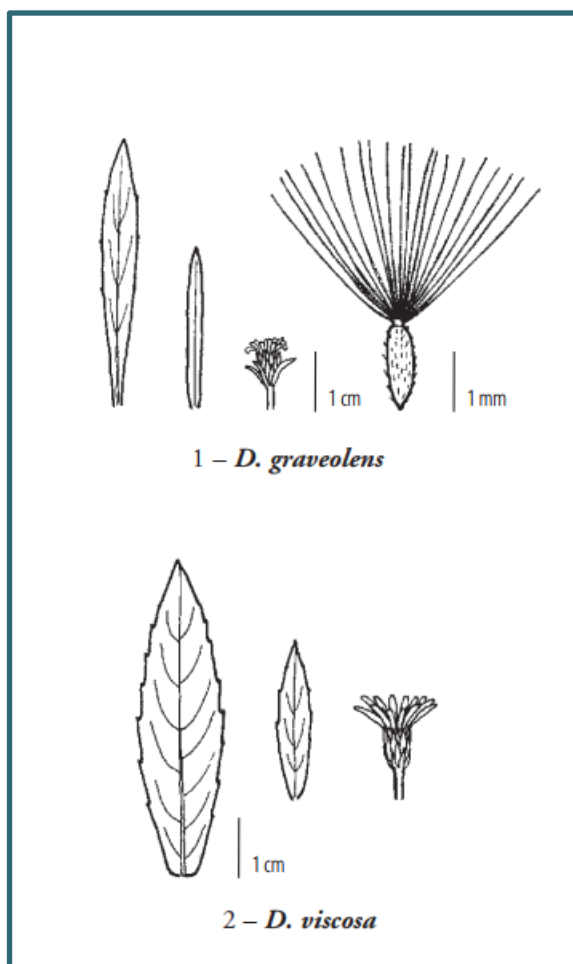 1 cm
1 mm
1 – D. graveolens
1 cm
2 – D. viscosa